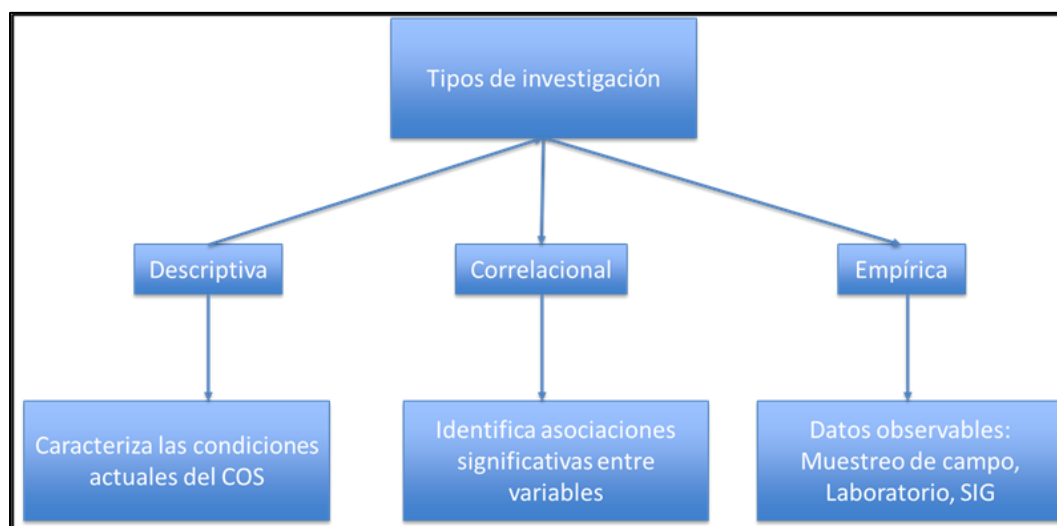 Tipos de investigación
Descriptiva
Correlacional
Empírica
Caracteriza las condiciones
actuales del COS
Identifica asociaciones
significativas entre
variables
Datos observables:
Muestreo de campo,
Laboratorio, SIG